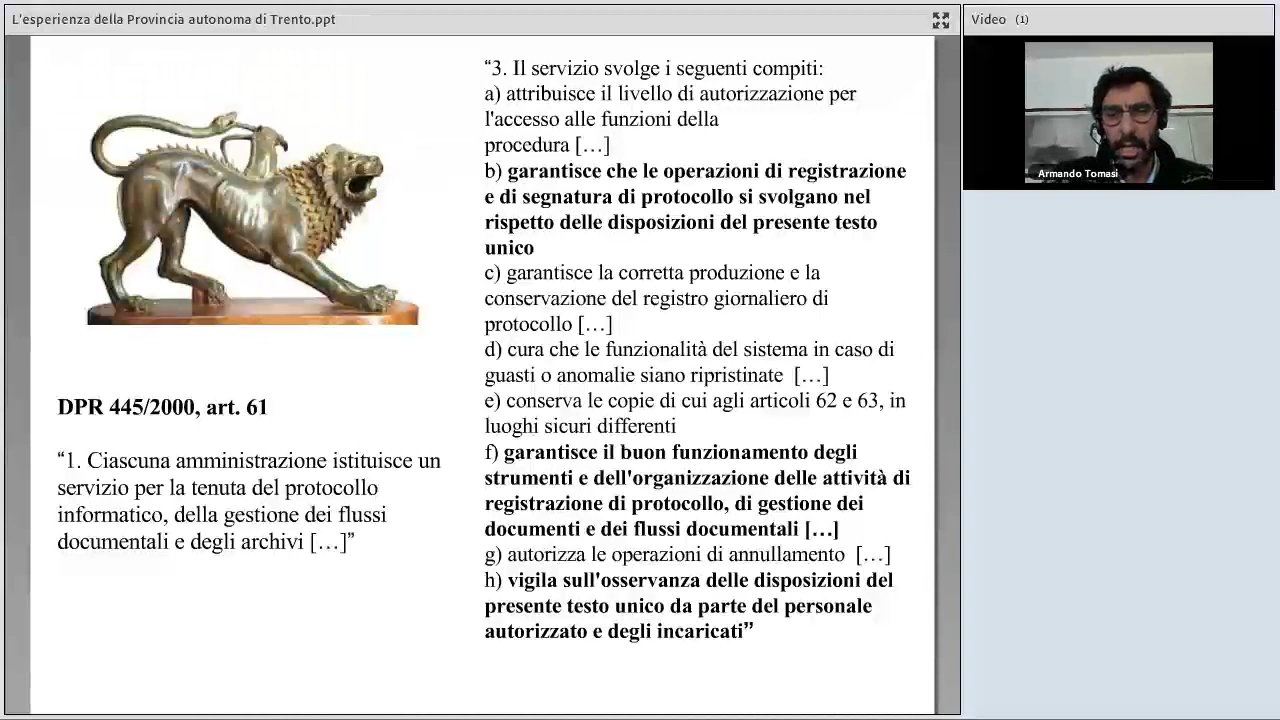 L'esperienza della Provincia autonoma di Trento.ppt
Video (1)
Armando Tomasi
DPR 445/2000, art. 61
“1. Ciascuna amministrazione istituisce un
servizio per la tenuta del protocollo
informatico, della gestione dei flussi
documentali e degli archivi […]”
“3. Il servizio svolge i seguenti compiti:
a) attribuisce il livello di autorizzazione per
l'accesso alle funzioni della
procedura […]
b) garantisce che le operazioni di registrazione
e di segnatura di protocollo si svolgano nel
rispetto delle disposizioni del presente testo
unico
c) garantisce la corretta produzione e la
conservazione del registro giornaliero di
protocollo […]
d) cura che le funzionalità del sistema in caso di
guasti o anomalie siano ripristinate […]
e) conserva le copie di cui agli articoli 62 e 63, in
luoghi sicuri differenti
f) garantisce il buon funzionamento degli
strumenti e dell'organizzazione delle attività di
registrazione di protocollo, di gestione dei
documenti e dei flussi documentali […]
g) autorizza le operazioni di annullamento […]
h) vigila sull'osservanza delle disposizioni del
presente testo unico da parte del personale
autorizzato e degli incaricati”